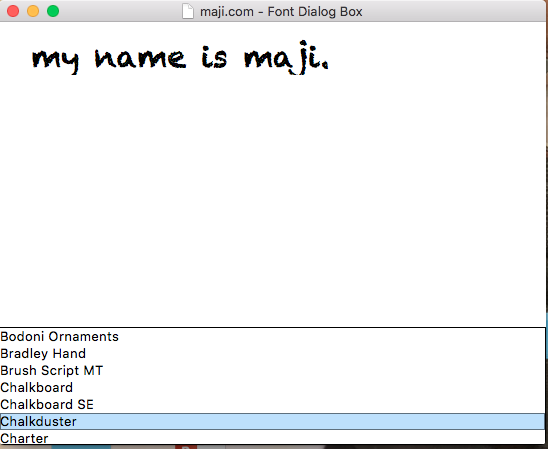 maji.com - Font Dialog Box
my name is maji.
Bodoni Ornaments
Bradley Hand
Brush Script MT
Chalkboard
Chalkboard SE
Chalkduster
Charter